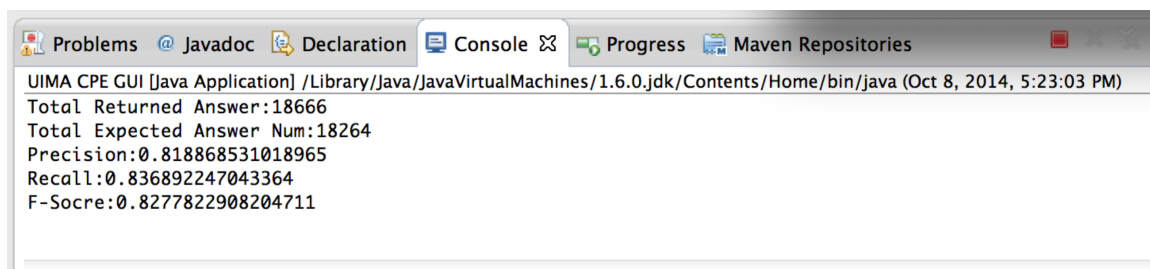 Problems @ Javadoc Declaration Console Progress Maven Repositories
UIMA CPE GUI [Java Application] /Library/Java/JavaVirtualMachines/1.6.0.jdk/Contents/Home/bin/java (Oct 8, 2014, 5:23:03 PM)
Total Returned Answer:18666
Total Expected Answer Num:18264
Precision:0.818868531018965
Recall:0.836892247043364
F-Socre:0.8277822908204711